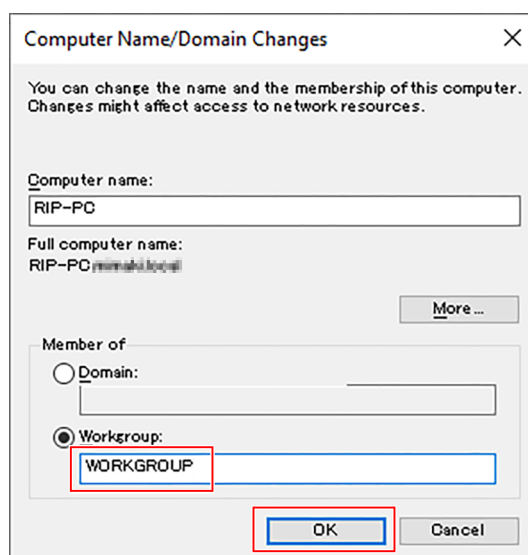 Computer Name/Domain Changes
You can change the name and the membership of this computer.
Changes might affect access to network resources.
Computer name:
RIP-PC
Full computer name:
RIP-PC
More...
Member of
Domain:
Workgroup:
WORKGROUP
OK
Cancel